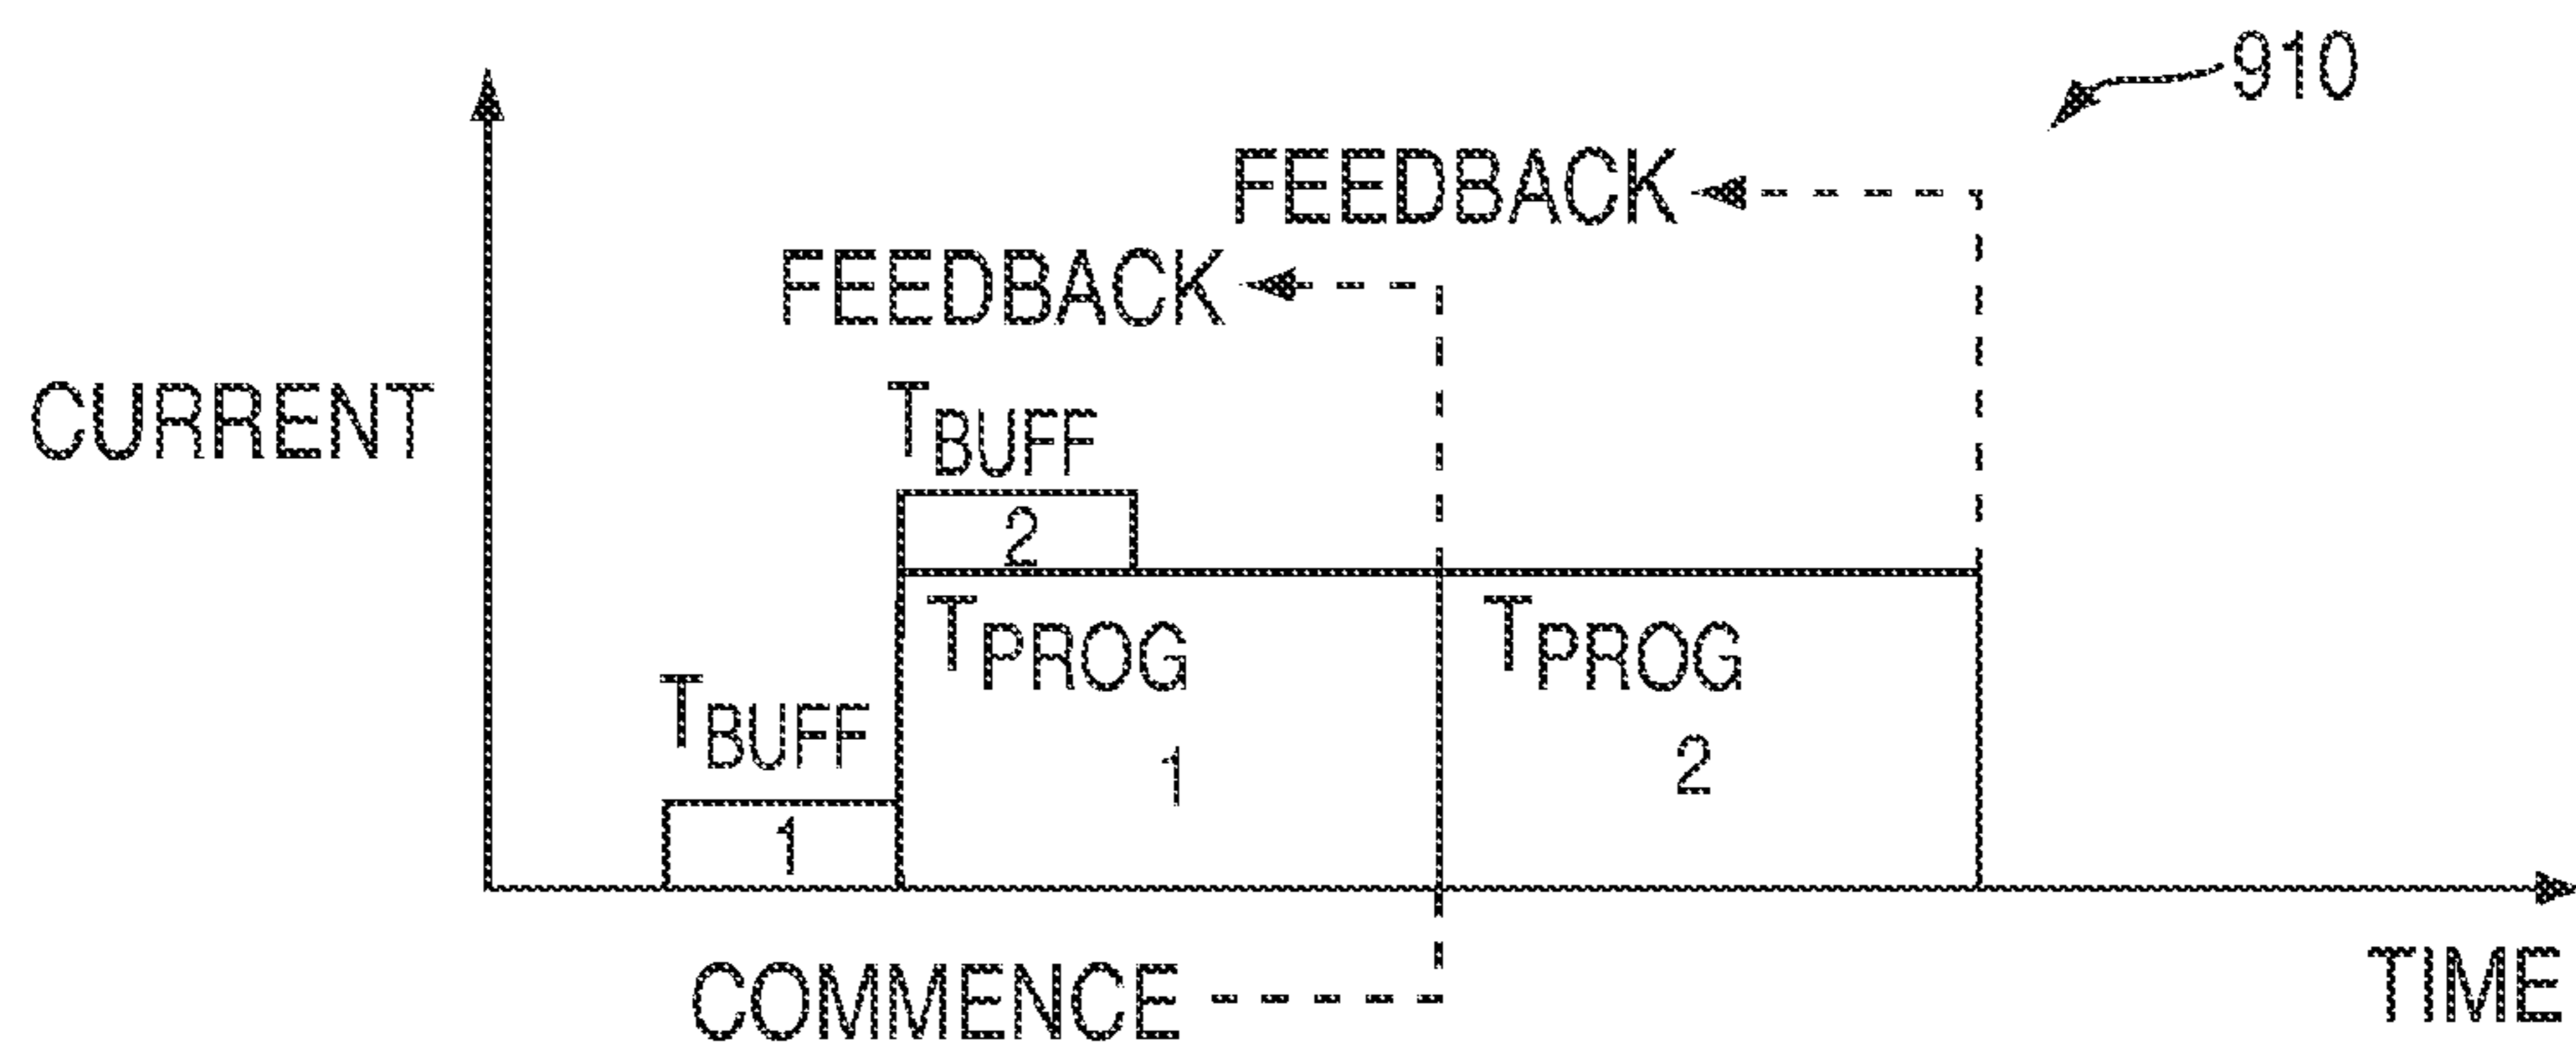 910
FEEDBACK
FEEDBACK
CURRENT
TBUFF
2
TPROG
TPROG
TBUFF
1
2
1
COMMENCE
TIME